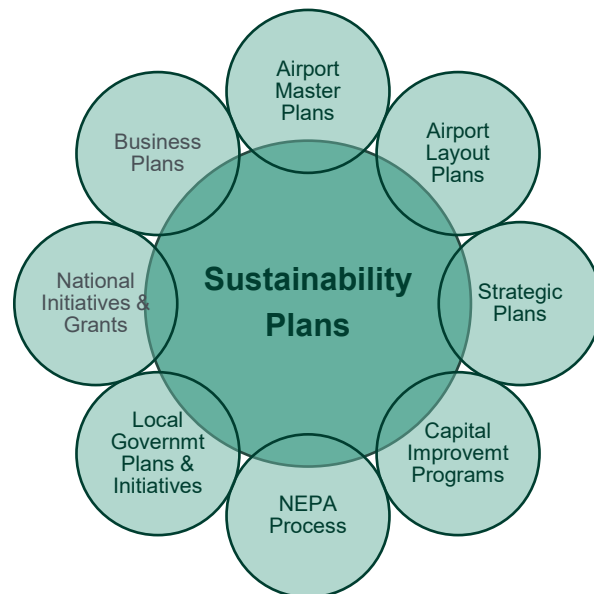 Airport
Master
Plans
Airport
Layout
Plans
Strategic
Plans
Capital
Improvemt
Programs
NEPA
Process
Local
Governmt
Plans &
Initiatives
National
Initiatives &
Grants
Business
Plans
Sustainability
Plans